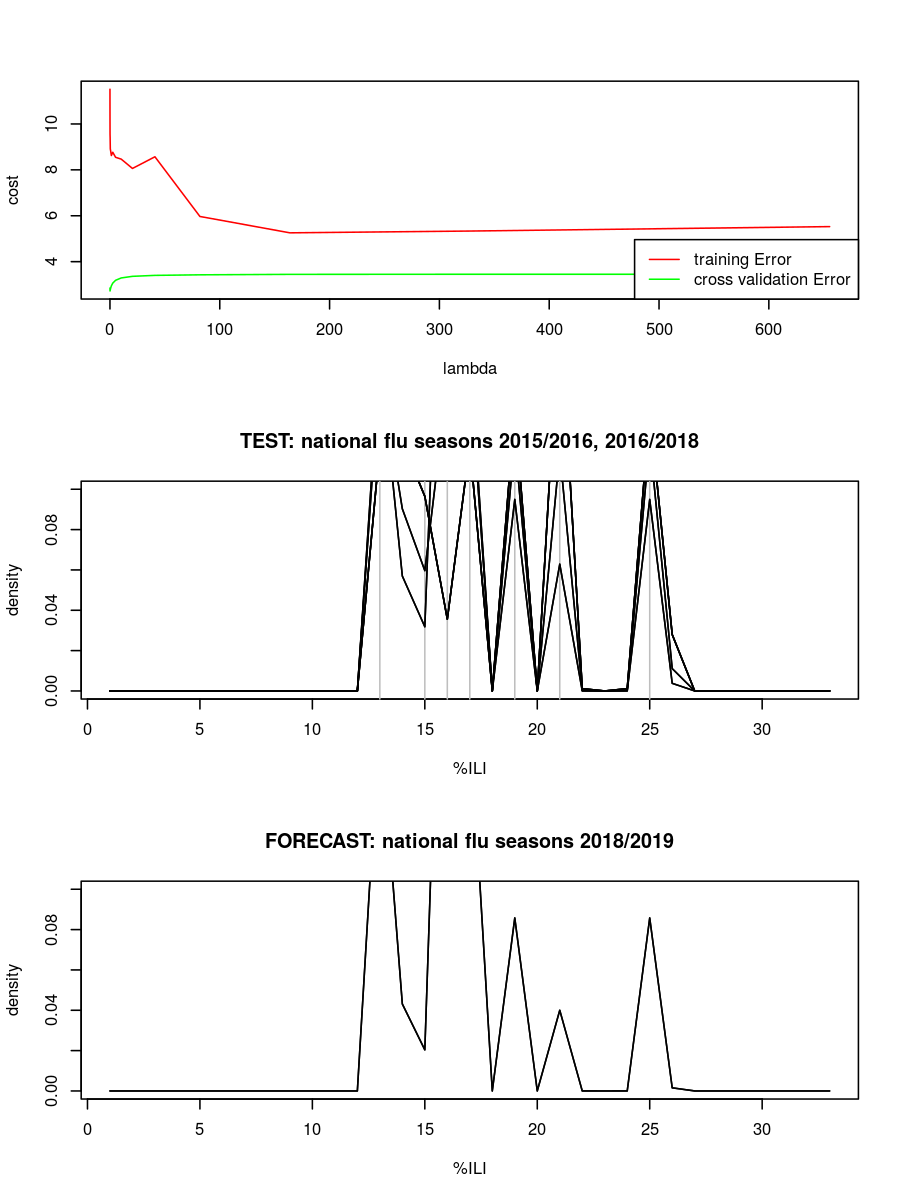 10
8
6
4
cost
training Error
cross validation Error
0 100 200 300 400 500 600
lambda
TEST: national flu seasons 2015/2016, 2016/2018
0.08
0.04
0.00
density
0 5 10 15 20 25 30
%ILI
FORECAST: national flu seasons 2018/2019
0.08
0.04
0.00
density
0 5 10 15 20 25 30
%ILI